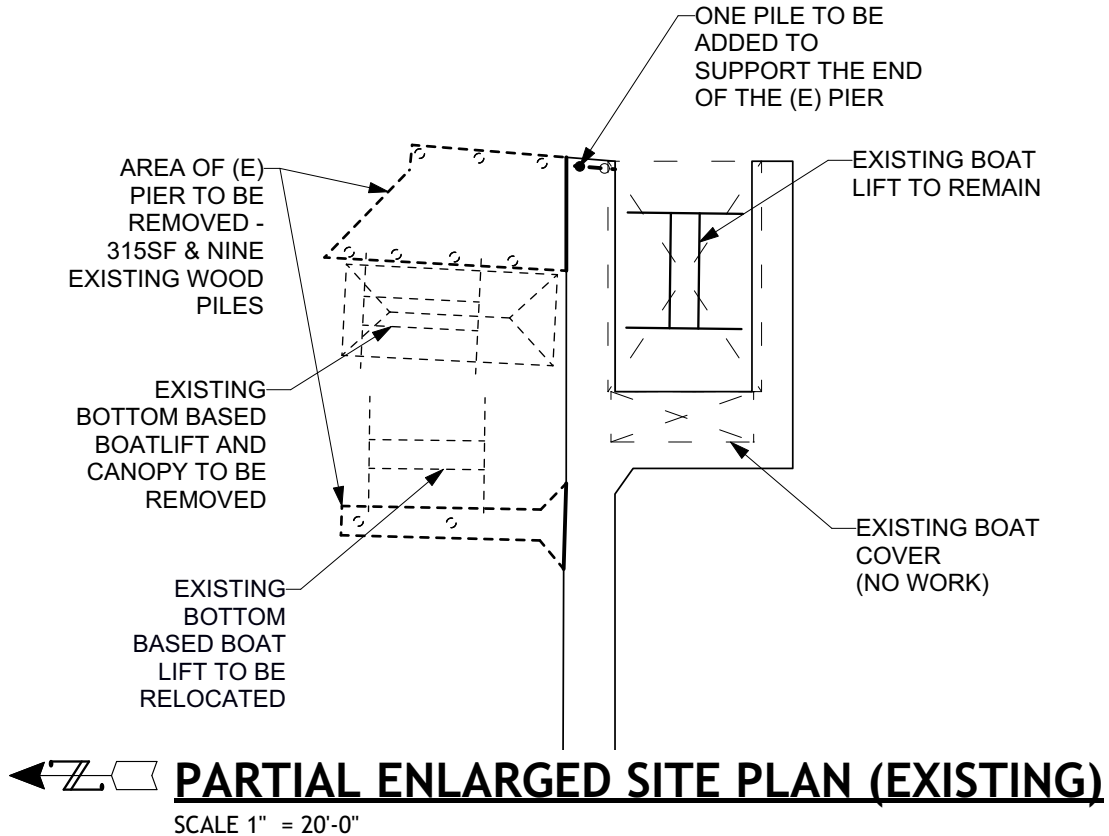 ONE PILE TO BE
ADDED TO
SUPPORT THE END
OF THE (E) PIER
AREA OF (E)
PIER TO BE
REMOVED -
315SF & NINE
EXISTING WOOD
PILES
EXISTING BOAT
LIFT TO REMAIN
EXISTING
BOTTOM BASED
BOATLIFT AND
CANOPY TO BE
REMOVED
EXISTING BOAT
COVER
(NO WORK)
EXISTING
BOTTOM
BASED BOAT
LIFT TO BE
RELOCATED
Z
PARTIAL ENLARGED SITE PLAN (EXISTING)
SCALE 1" = 20'-0"